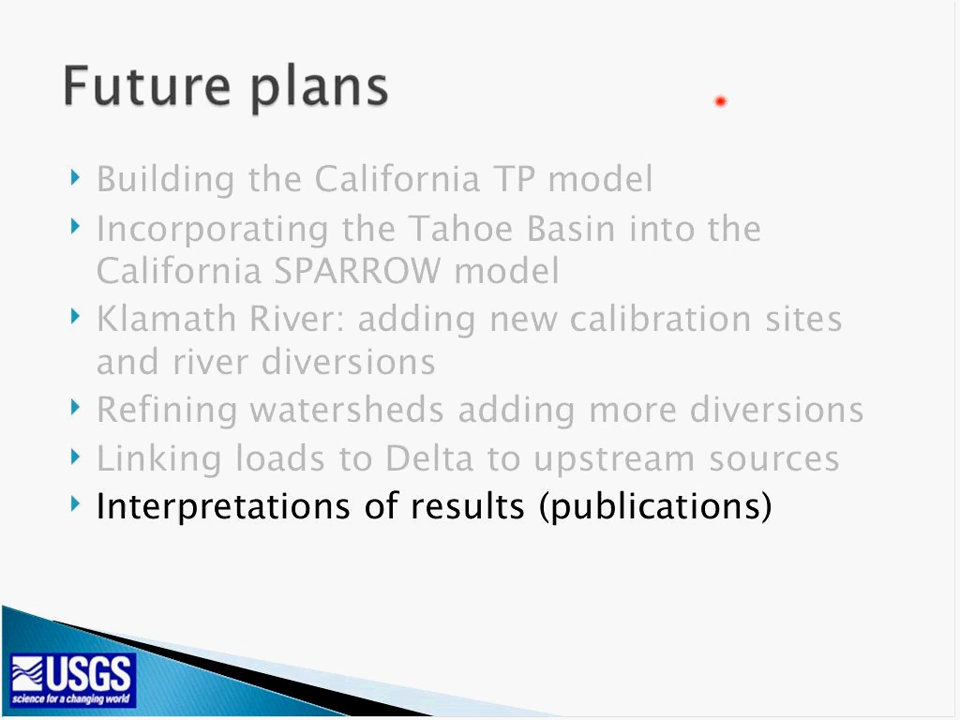 Future plans
Building the California TP model
Incorporating the Tahoe Basin into the
California SPARROW model
Klamath River: adding new calibration sites
and river diversions
Refining watersheds adding more diversions
Linking loads to Delta to upstream sources
Interpretations of results (publications)
USGS
science for a changing world